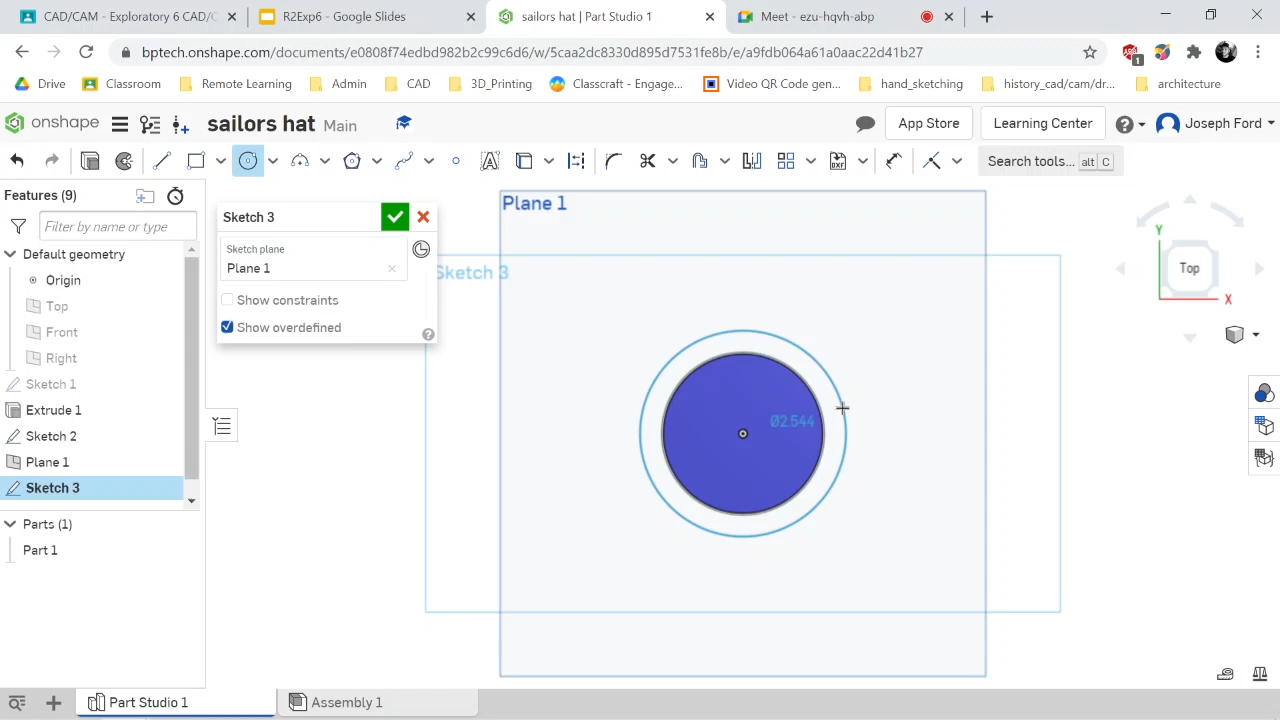 CAD/CAM - Exploratory 6 CAD/C
R2Exp6 - Google Slides
sailors hat | Part Studio 1
Meet - ezu-hqvh-abp
bptech.onshape.com/documents/e0808f74edbd982b2c99c6d6/w/5caa2dc8330d895d7531fe8b/e/a9fdb064a61a0aac22d41b27
1
Drive
Classroom
Remote Learning
Admin
CAD
3D_Printing
Classcraft - Engage...
Video QR Code gen...
hand_sketching
history_cad/cam/dr...
architecture
onshape
sailors hat Main
App Store
Learning Center
Joseph Ford
Search tools... alt C
Features (9)
Filter by name or type
Default geometry
Origin
Top
Front
Right
Sketch 1
Extrude 1
Sketch 2
Plane 1
Sketch 3
Parts (1)
Part 1
Sketch 3
Sketch plane
Plane 1
Show constraints
Show overdefined
Plane 1
Sketch 3
Ø2.544
Y
Top
X
Part Studio 1
Assembly 1